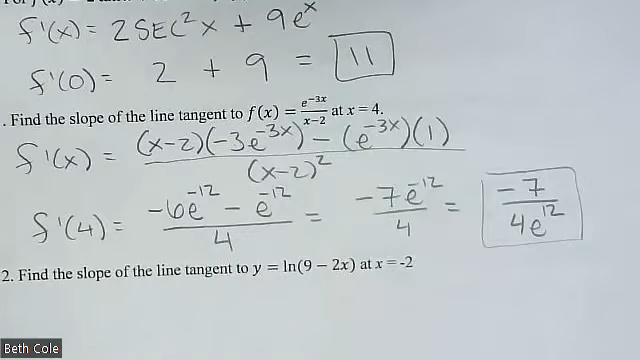 f'(x) = 2 SEC²x + 9eˣ
f'(0) = 2 + 9 = 11
. Find the slope of the line tangent to f(x) = e^(-3x)/(x-2) at x = 4.
f'(x) = ((x-2)(-3e^(-3x)) - (e^(-3x))(1))/(x-2)²
f'(4) = (-6e^(-12) - e^(-12))/4 = -7e^(-12)/4 = -7/(4e^12)
2. Find the slope of the line tangent to y = ln(9 − 2x) at x = -2
Beth Cole